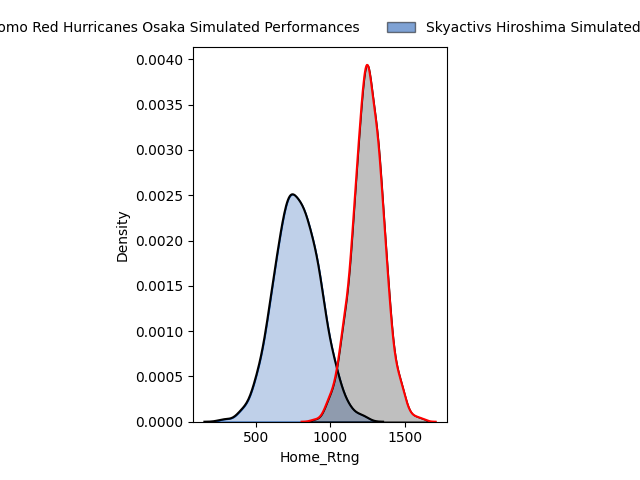 omo Red Hurricanes Osaka Simulated Performances
Skyactivs Hiroshima Simulated
0.0040
0.0035
0.0030
0.0025
0.0020
0.0015
0.0010
0.0005
0.0000
Density
500 1000 1500
Home_Rtng